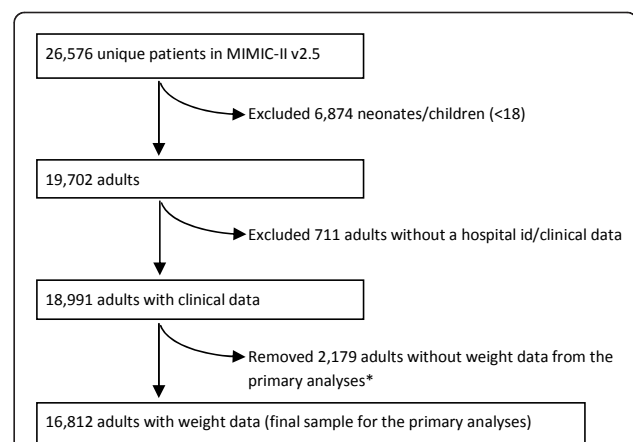 26,576 unique patients in MIMIC-II v2.5
Excluded 6,874 neonates/children (<18)
19,702 adults
Excluded 711 adults without a hospital id/clinical data
18,991 adults with clinical data
Removed 2,179 adults without weight data from the
primary analyses*
16,812 adults with weight data (final sample for the primary analyses)